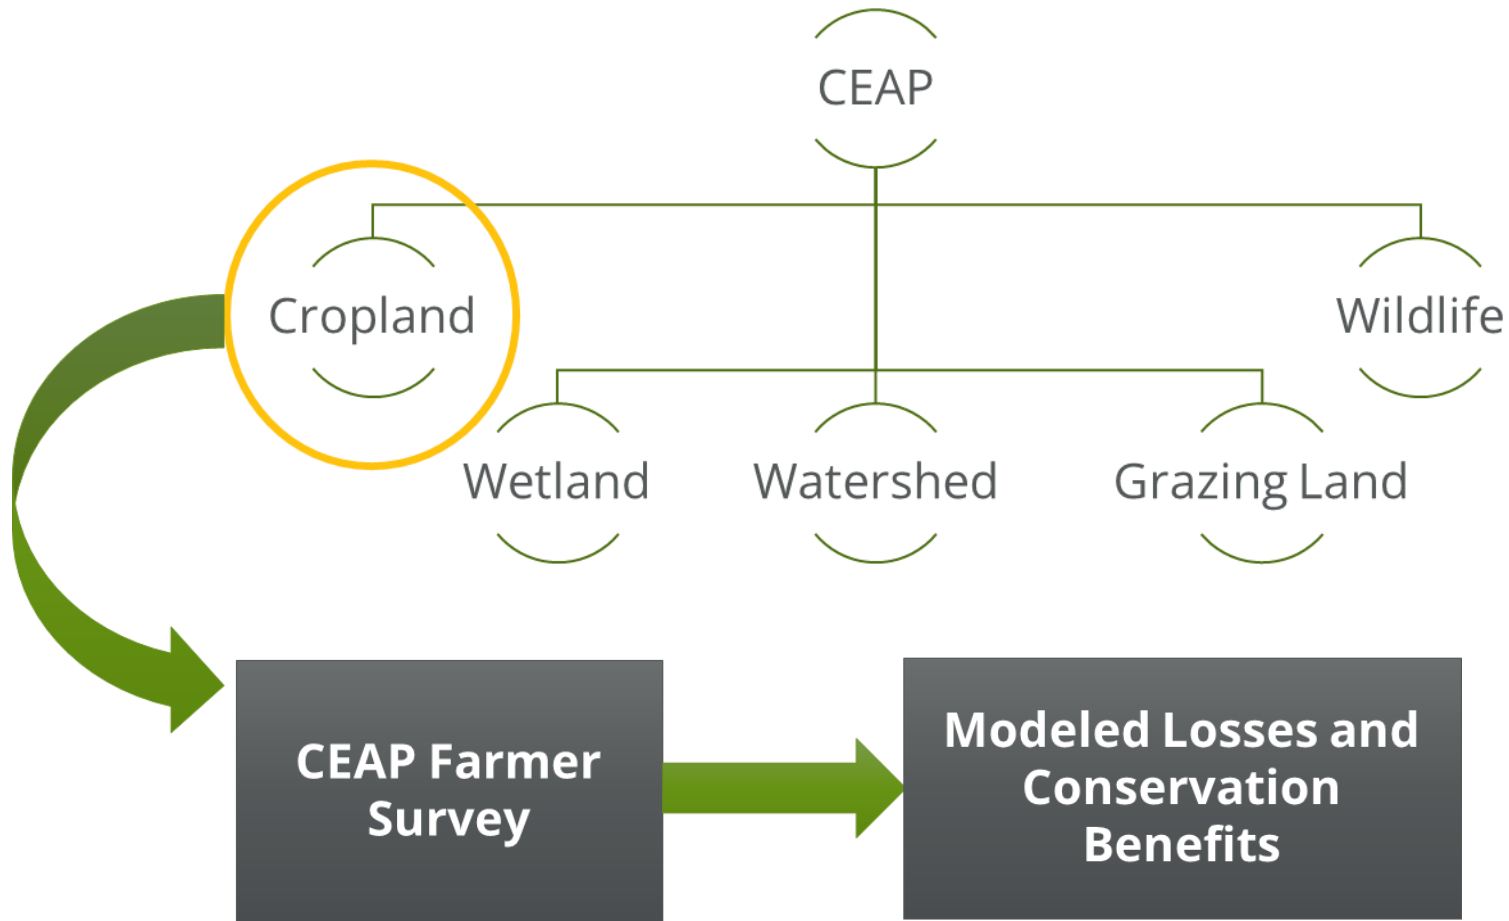 CEAP
Cropland
Wildlife
Wetland
Watershed
Grazing Land
CEAP Farmer
Survey
Modeled Losses and
Conservation
Benefits